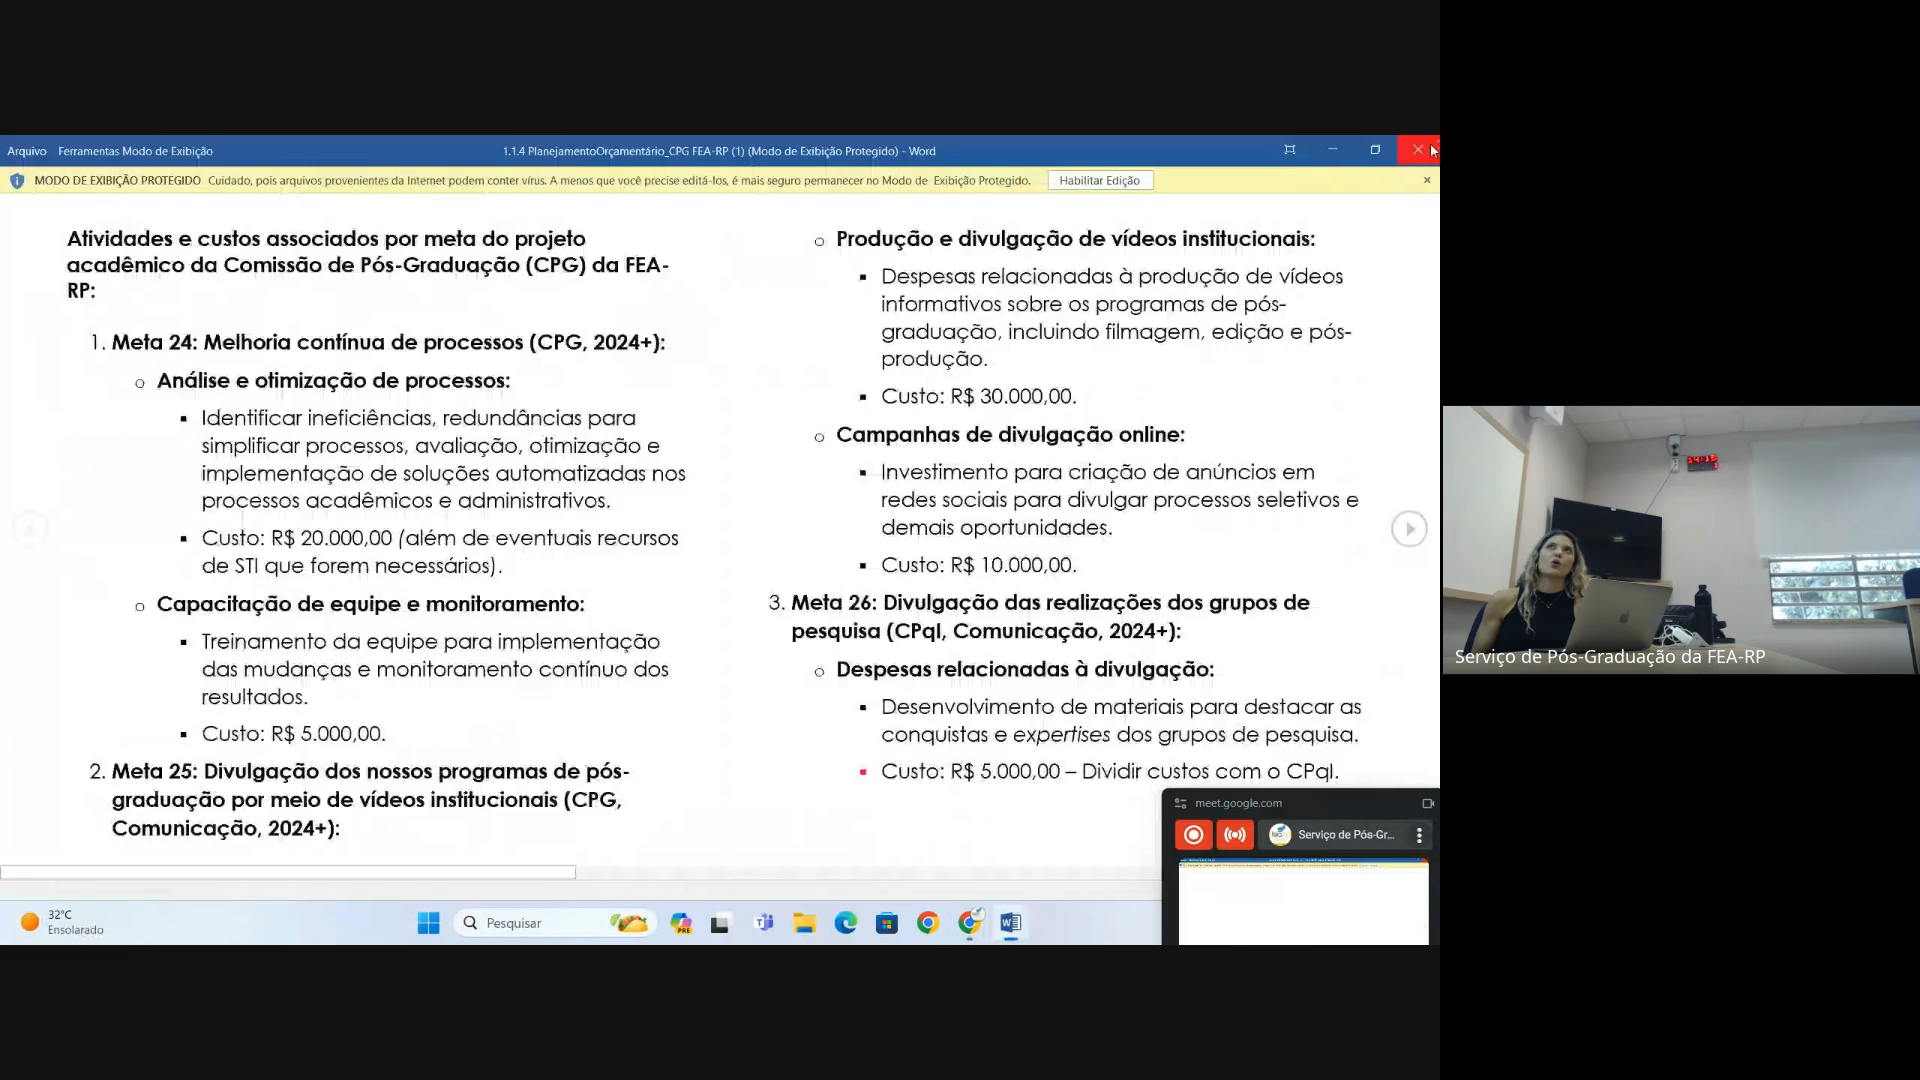 Arquivo Ferramentas Modo de Exibição
1.1.4 PlanejamentoOrçamentário_CPG FEA-RP (1) (Modo de Exibição Protegido) - Word
MODO DE EXIBIÇÃO PROTEGIDO Cuidado, pois arquivos provenientes da Internet podem conter vírus. A menos que você precise editá-los, é mais seguro permanecer no Modo de Exibição Protegido.
Habilitar Edição
Atividades e custos associados por meta do projeto
acadêmico da Comissão de Pós-Graduação (CPG) da FEA-
RP:
1. Meta 24: Melhoria contínua de processos (CPG, 2024+):
o Análise e otimização de processos:
▪ Identificar ineficiências, redundâncias para
simplificar processos, avaliação, otimização e
implementação de soluções automatizadas nos
processos acadêmicos e administrativos.
▪ Custo: R$ 20.000,00 (além de eventuais recursos
de STI que forem necessários).
o Capacitação de equipe e monitoramento:
▪ Treinamento da equipe para implementação
das mudanças e monitoramento contínuo dos
resultados.
▪ Custo: R$ 5.000,00.
2. Meta 25: Divulgação dos nossos programas de pós-
graduação por meio de vídeos institucionais (CPG,
Comunicação, 2024+):
o Produção e divulgação de vídeos institucionais:
▪ Despesas relacionadas à produção de vídeos
informativos sobre os programas de pós-
graduação, incluindo filmagem, edição e pós-
produção.
▪ Custo: R$ 30.000,00.
o Campanhas de divulgação online:
▪ Investimento para criação de anúncios em
redes sociais para divulgar processos seletivos e
demais oportunidades.
▪ Custo: R$ 10.000,00.
3. Meta 26: Divulgação das realizações dos grupos de
pesquisa (CPqI, Comunicação, 2024+):
o Despesas relacionadas à divulgação:
▪ Desenvolvimento de materiais para destacar as
conquistas e expertises dos grupos de pesquisa.
▪ Custo: R$ 5.000,00 – Dividir custos com o CPqI.
meet.google.com
Serviço de Pós-Gr...
32°C
Ensolarado
Pesquisar
Serviço de Pós-Graduação da FEA-RP